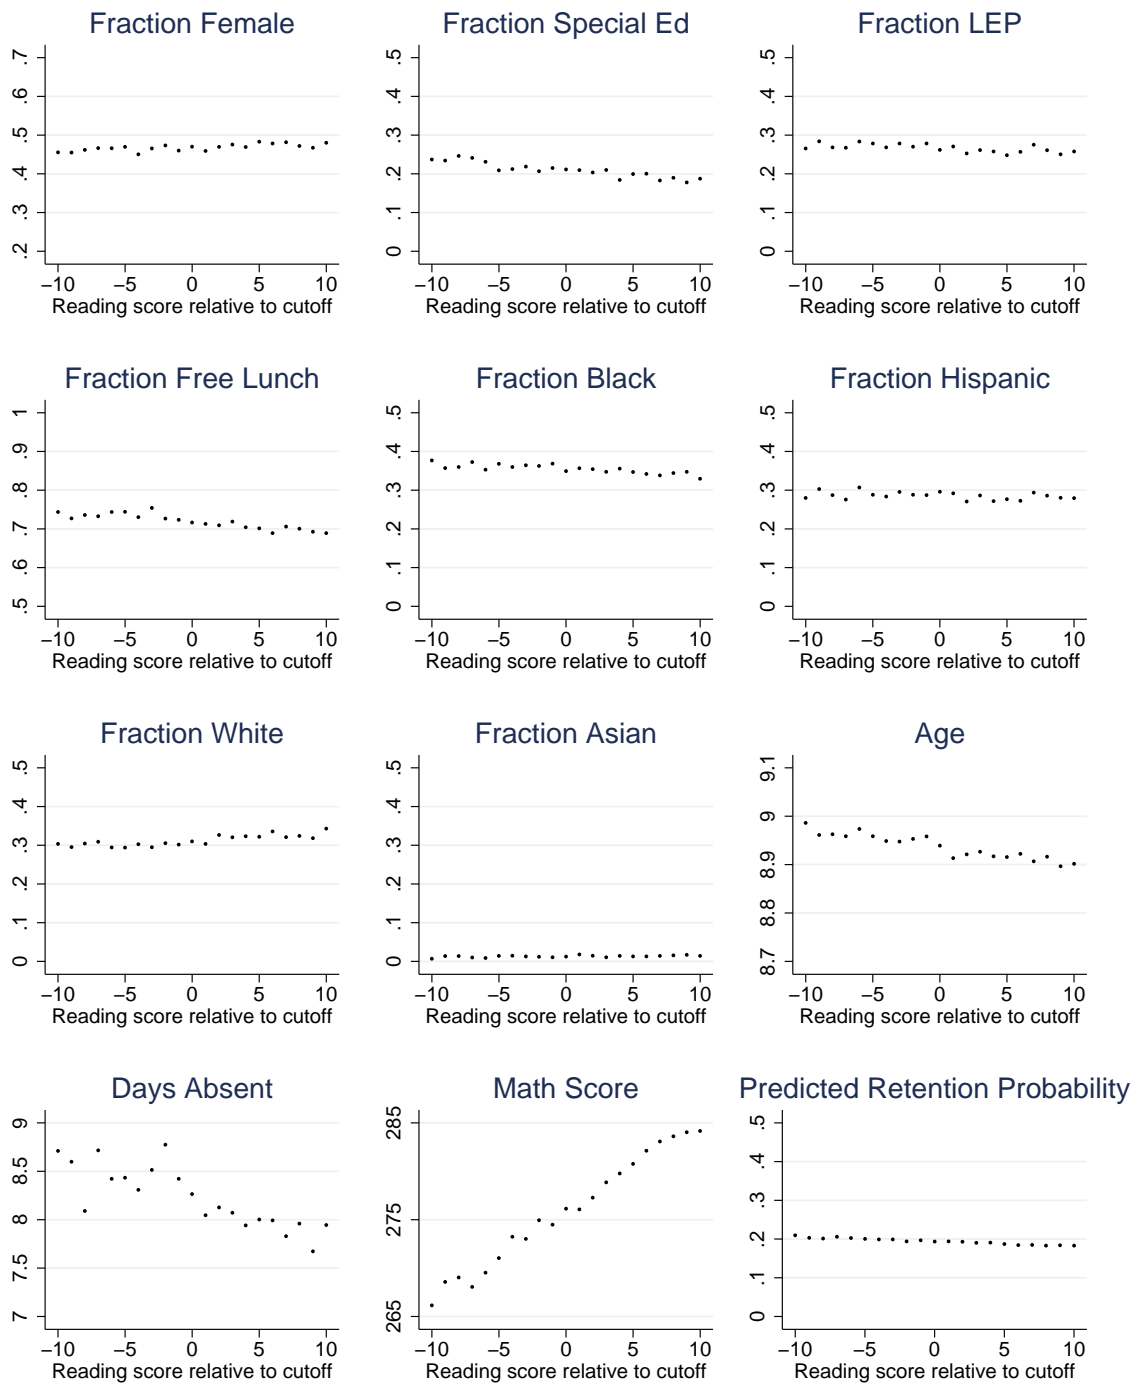 Fraction Female
Fraction Special Ed
Fraction LEP
.7
.6
.5
.4
.3
.2
−10 −5 0 5 10
Reading score relative to cutoff
.5
.4
.3
.2
.1
0
−10 −5 0 5 10
Reading score relative to cutoff
.5
.4
.3
.2
.1
0
−10 −5 0 5 10
Reading score relative to cutoff
Fraction Free Lunch
Fraction Black
Fraction Hispanic
1
.9
.8
.7
.6
.5
−10 −5 0 5 10
Reading score relative to cutoff
.5
.4
.3
.2
.1
0
−10 −5 0 5 10
Reading score relative to cutoff
.5
.4
.3
.2
.1
0
−10 −5 0 5 10
Reading score relative to cutoff
Fraction White
Fraction Asian
Age
.5
.4
.3
.2
.1
0
−10 −5 0 5 10
Reading score relative to cutoff
.5
.4
.3
.2
.1
0
−10 −5 0 5 10
Reading score relative to cutoff
9.1
9
8.9
8.8
8.7
−10 −5 0 5 10
Reading score relative to cutoff
Days Absent
Math Score
Predicted Retention Probability
9
8.5
8
7.5
7
−10 −5 0 5 10
Reading score relative to cutoff
285
275
265
−10 −5 0 5 10
Reading score relative to cutoff
.5
.4
.3
.2
.1
0
−10 −5 0 5 10
Reading score relative to cutoff